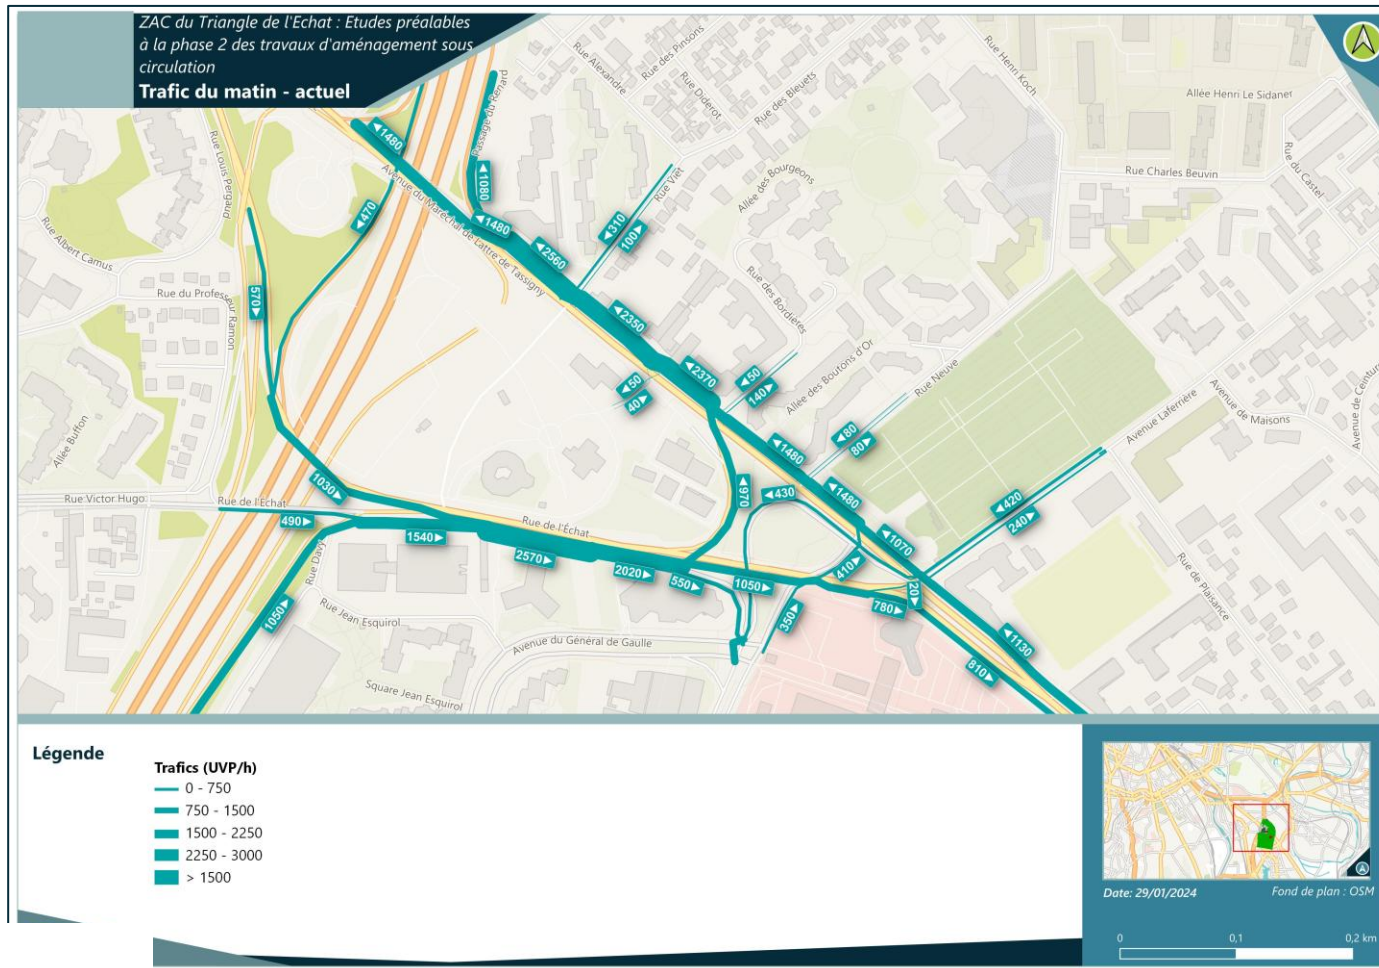 ZAC du Triangle de l'Echat : Etudes préalables
à la phase 2 des travaux d'aménagement sous
circulation
Trafic du matin - actuel
Rue Alexandre
Rue des Pinsons
Rue Diderot
Rue des Bleuets
Rue Henri Koch
Allée Henri Le Sidaner
Rue du Castel
Rue Charles Beuvin
Passage du Renard
Rue Louis Pergaud
◄1480
◄1080
Avenue du Maréchal de Lattre de Tassigny
◄470
◄1480
◄2560
◄310
100►
Rue Viet
Allée des Bourgeons
Rue Albert Camus
Rue du Professeur Ramon
570►
◄2350
Rue des Bordières
◄2370
◄50
40►
◄50
140►
Allée des Boutons d'Or
Rue Neuve
Avenue Laferrière
Avenue de Maisons
Avenue de Ceinture
Allée Buffon
◄80
80►
◄1480
◄1480
◄420
240►
1030►
◄970
◄430
Rue Victor Hugo
Rue de l'Echat
490►
Rue de l'Échat
1540►
2570►
2020►
550►
1050►
410►
◄1070
20►
780►
350►
1050►
Rue Davy
Rue Jean Esquirol
Avenue du Général de Gaulle
Square Jean Esquirol
◄1130
810►
Rue de Plaisance
Légende
Trafics (UVP/h)
0 - 750
750 - 1500
1500 - 2250
2250 - 3000
> 1500
Date: 29/01/2024
Fond de plan : OSM
0 0,1 0,2 km